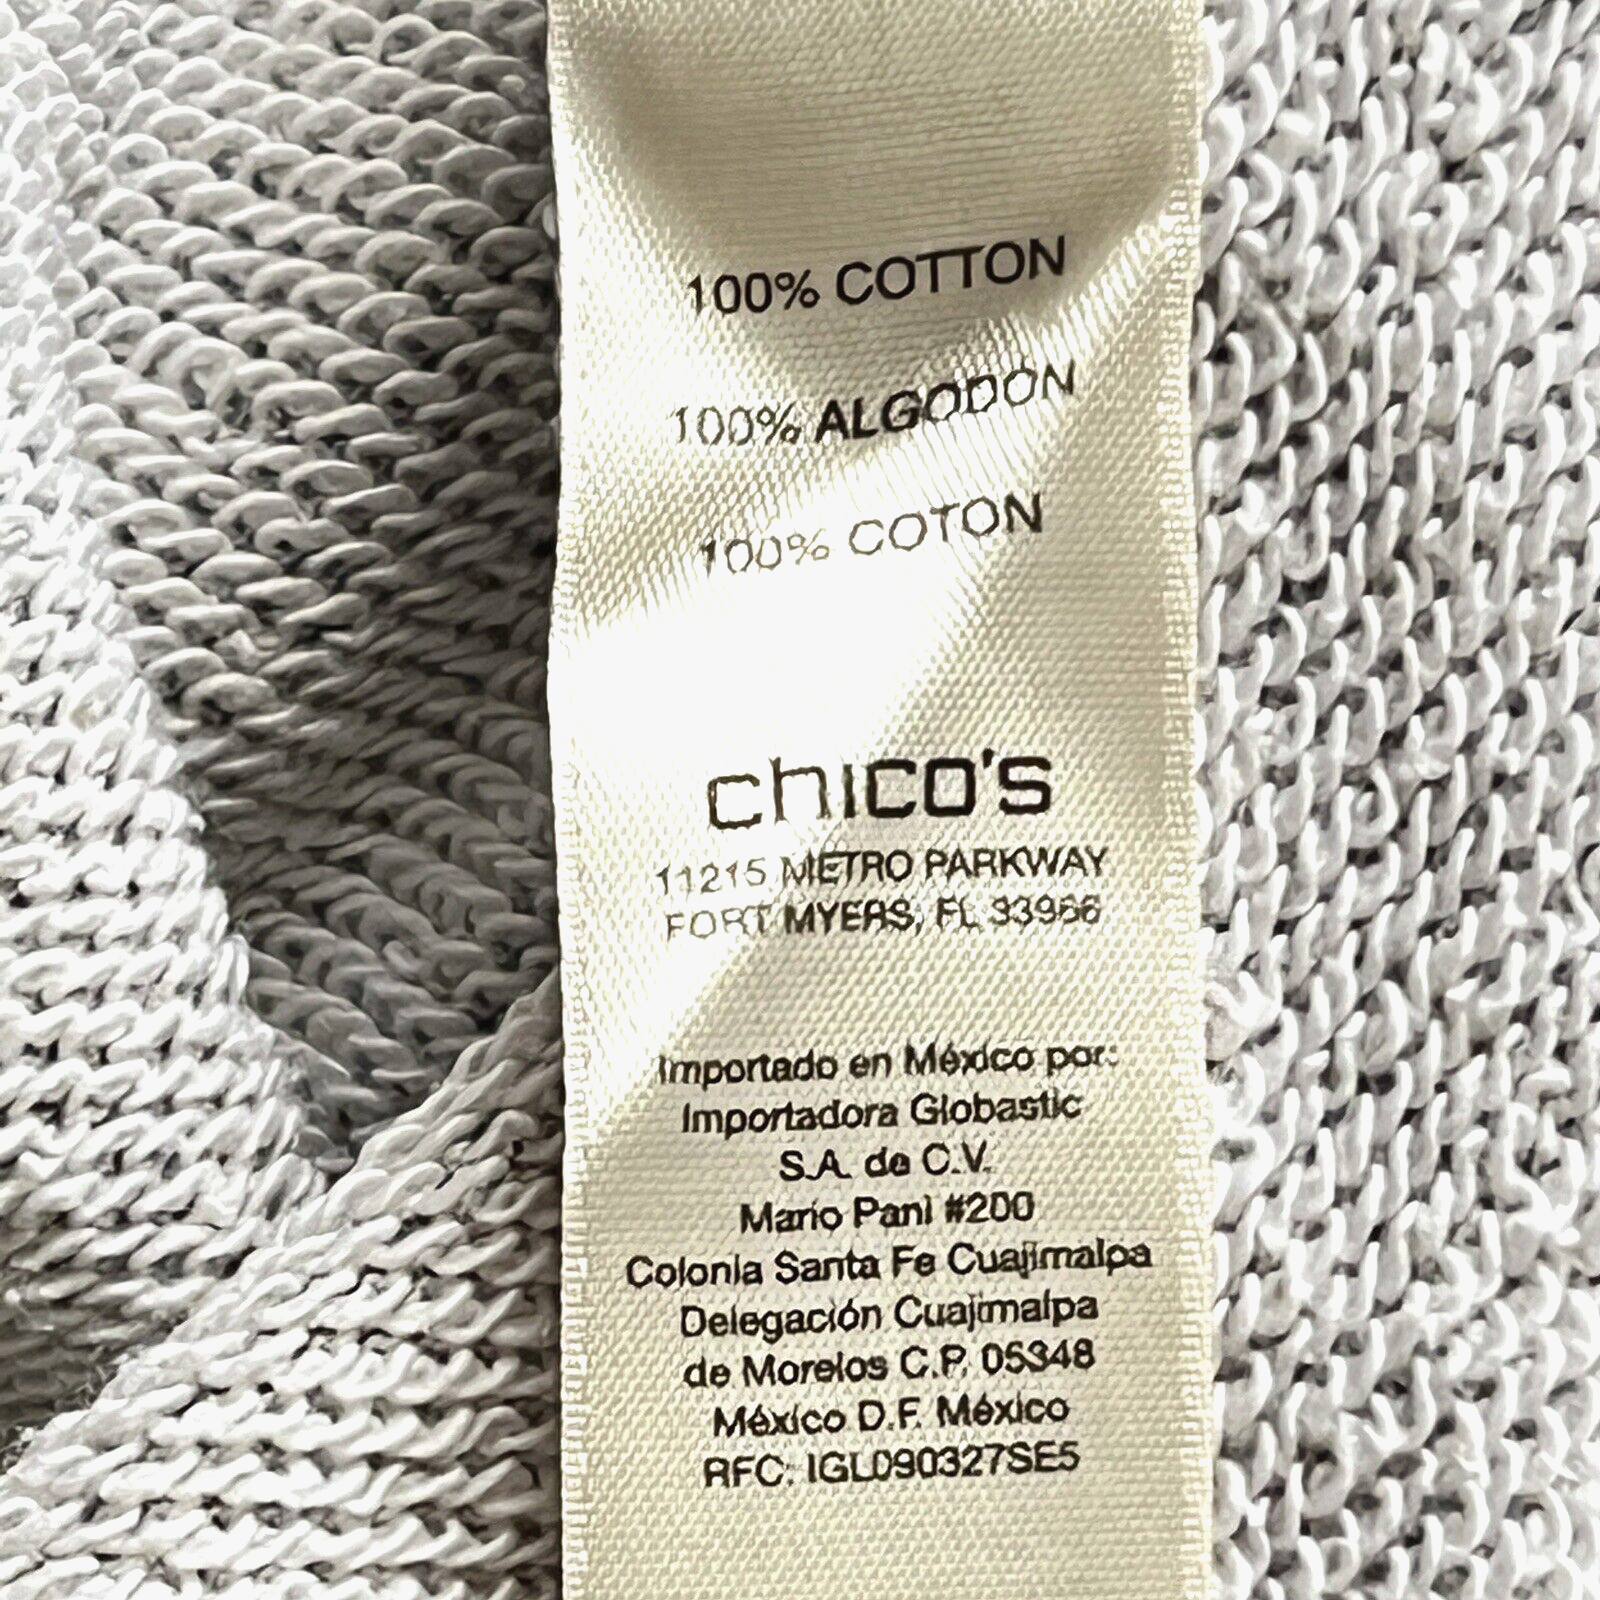 100% COTTON
100% ALGODON
100% COTON
chico's
11215 METRO PARKWAY
FORT MYERS, FL 33966
Importado en México por:
Importadora Globastic
S.A. de C.V.
Mario Pani #200
Colonia Santa Fe Cuajimalpa
Delegación Cuajimalpa
de Morelos C.P. 05348
México D.F. México
RFC: IGL090327SE5